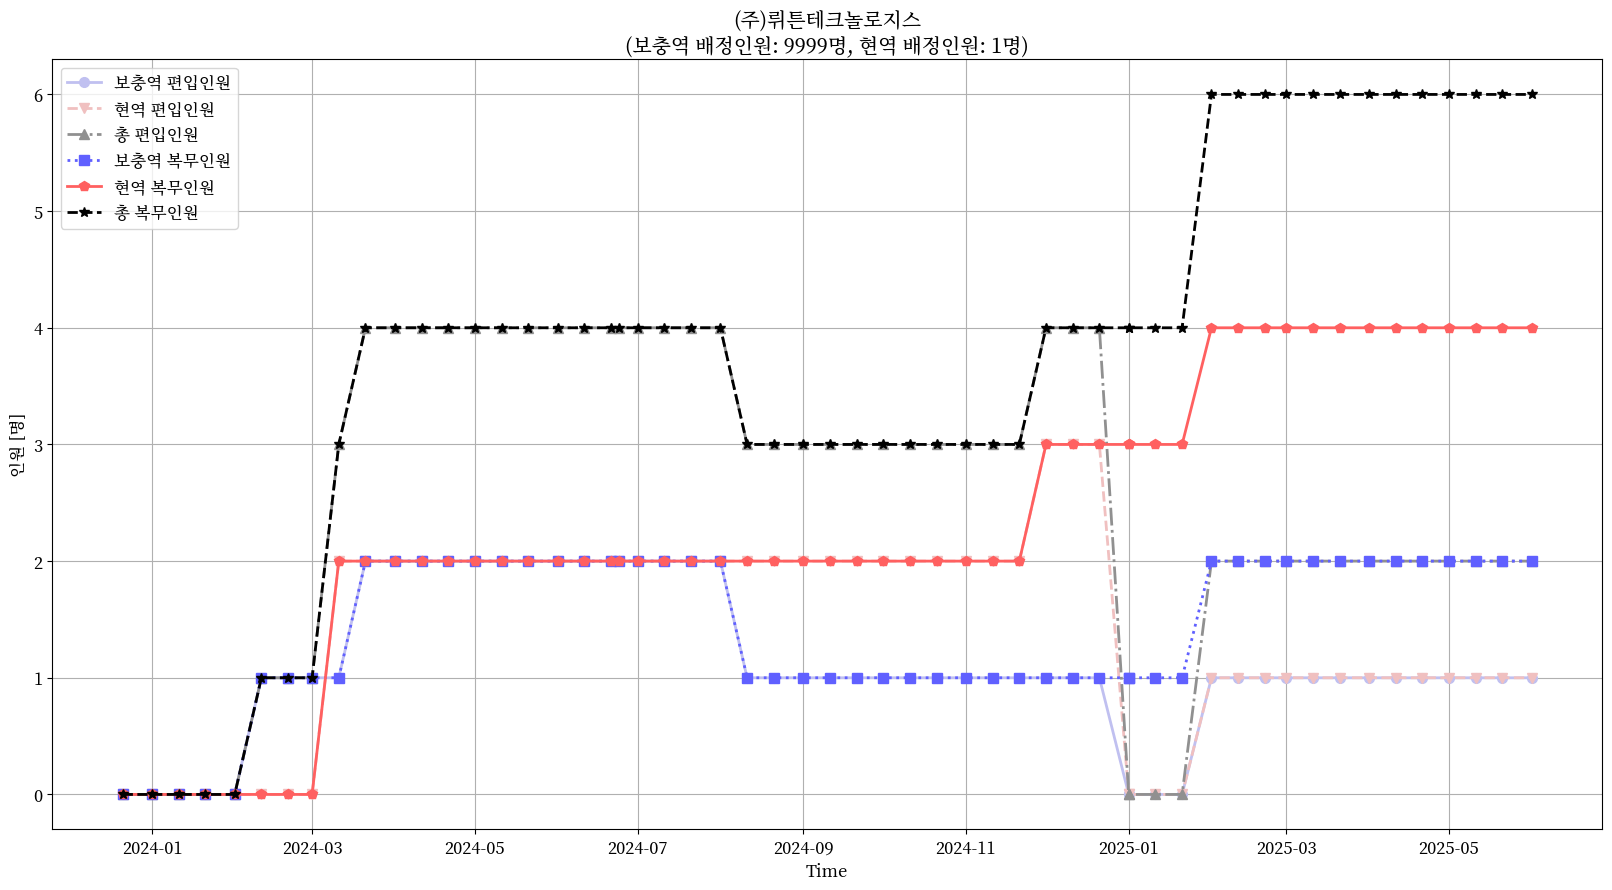 (주)뤼튼테크놀로지스
(보충역 배정인원: 9999명, 현역 배정인원: 1명)
보충역 편입인원
현역 편입인원
총 편입인원
보충역 복무인원
현역 복무인원
총 복무인원
인원 [명]
6
5
4
3
2
1
0
2024-01
2024-03
2024-05
2024-07
2024-09
2024-11
2025-01
2025-03
2025-05
Time